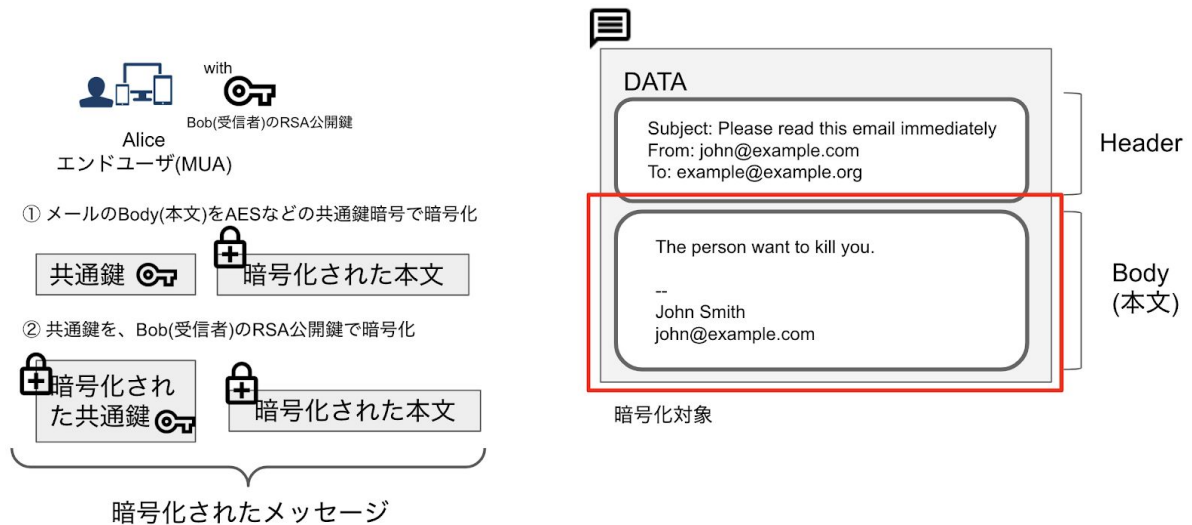 with
Bob(受信者)のRSA公開鍵
Alice
エンドユーザ(MUA)
① メールのBody(本文)をAESなどの共通鍵暗号で暗号化
共通鍵
暗号化された本文
② 共通鍵を、Bob(受信者)のRSA公開鍵で暗号化
暗号化され
た共通鍵
暗号化された本文
暗号化されたメッセージ
DATA
Subject: Please read this email immediately
From: john@example.com
To: example@example.org
Header
The person want to kill you.
--
John Smith
john@example.com
Body
(本文)
暗号化対象